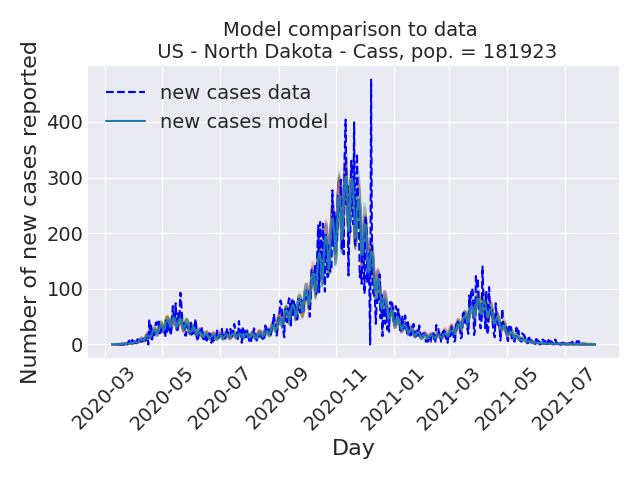 Model comparison to data
US - North Dakota - Cass, pop. = 181923
Number of new cases reported
new cases data
new cases model
400
300
200
100
0
2020-03
2020-05
2020-07
2020-09
2020-11
2021-01
2021-03
2021-05
2021-07
Day